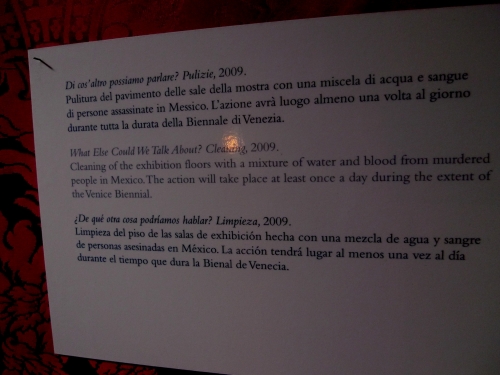 Di cos'altro possiamo parlare? Pulizie, 2009.
Pulitura del pavimento delle sale della mostra con una miscela di acqua e sangue
di persone assassinate in Messico. L'azione avrà luogo almeno una volta al giorno
durante tutta la durata della Biennale di Venezia.
What Else Could We Talk About? Cleaning, 2009.
Cleaning of the exhibition floors with a mixture of water and blood from murdered
people in Mexico. The action will take place at least once a day during the extent of
the Venice Biennial.
¿De qué otra cosa podríamos hablar? Limpieza, 2009.
Limpieza del piso de las salas de exhibición hecha con una mezcla de agua y sangre
de personas asesinadas en México. La acción tendrá lugar al menos una vez al día
durante el tiempo que dura la Bienal de Venecia.